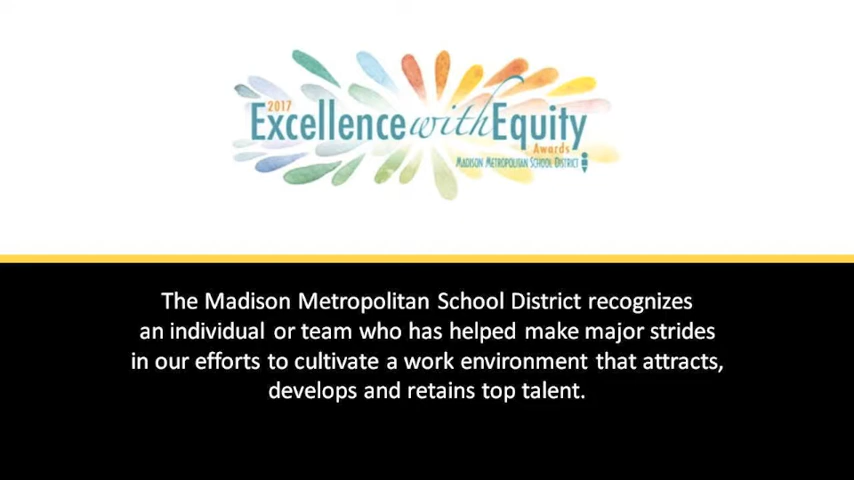 2017
Excellence with Equity
Awards
MADISON METROPOLITAN SCHOOL DISTRICT
The Madison Metropolitan School District recognizes
an individual or team who has helped make major strides
in our efforts to cultivate a work environment that attracts,
develops and retains top talent.